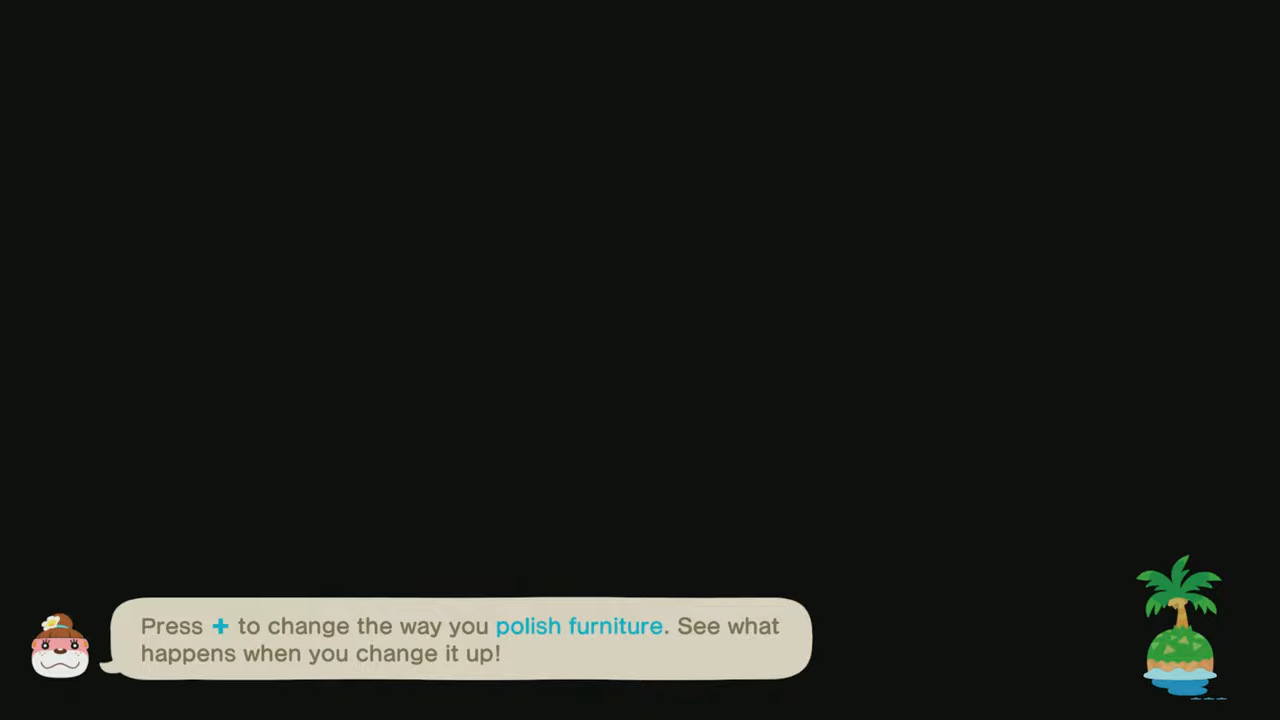 Press + to change the way you polish furniture. See what
happens when you change it up!